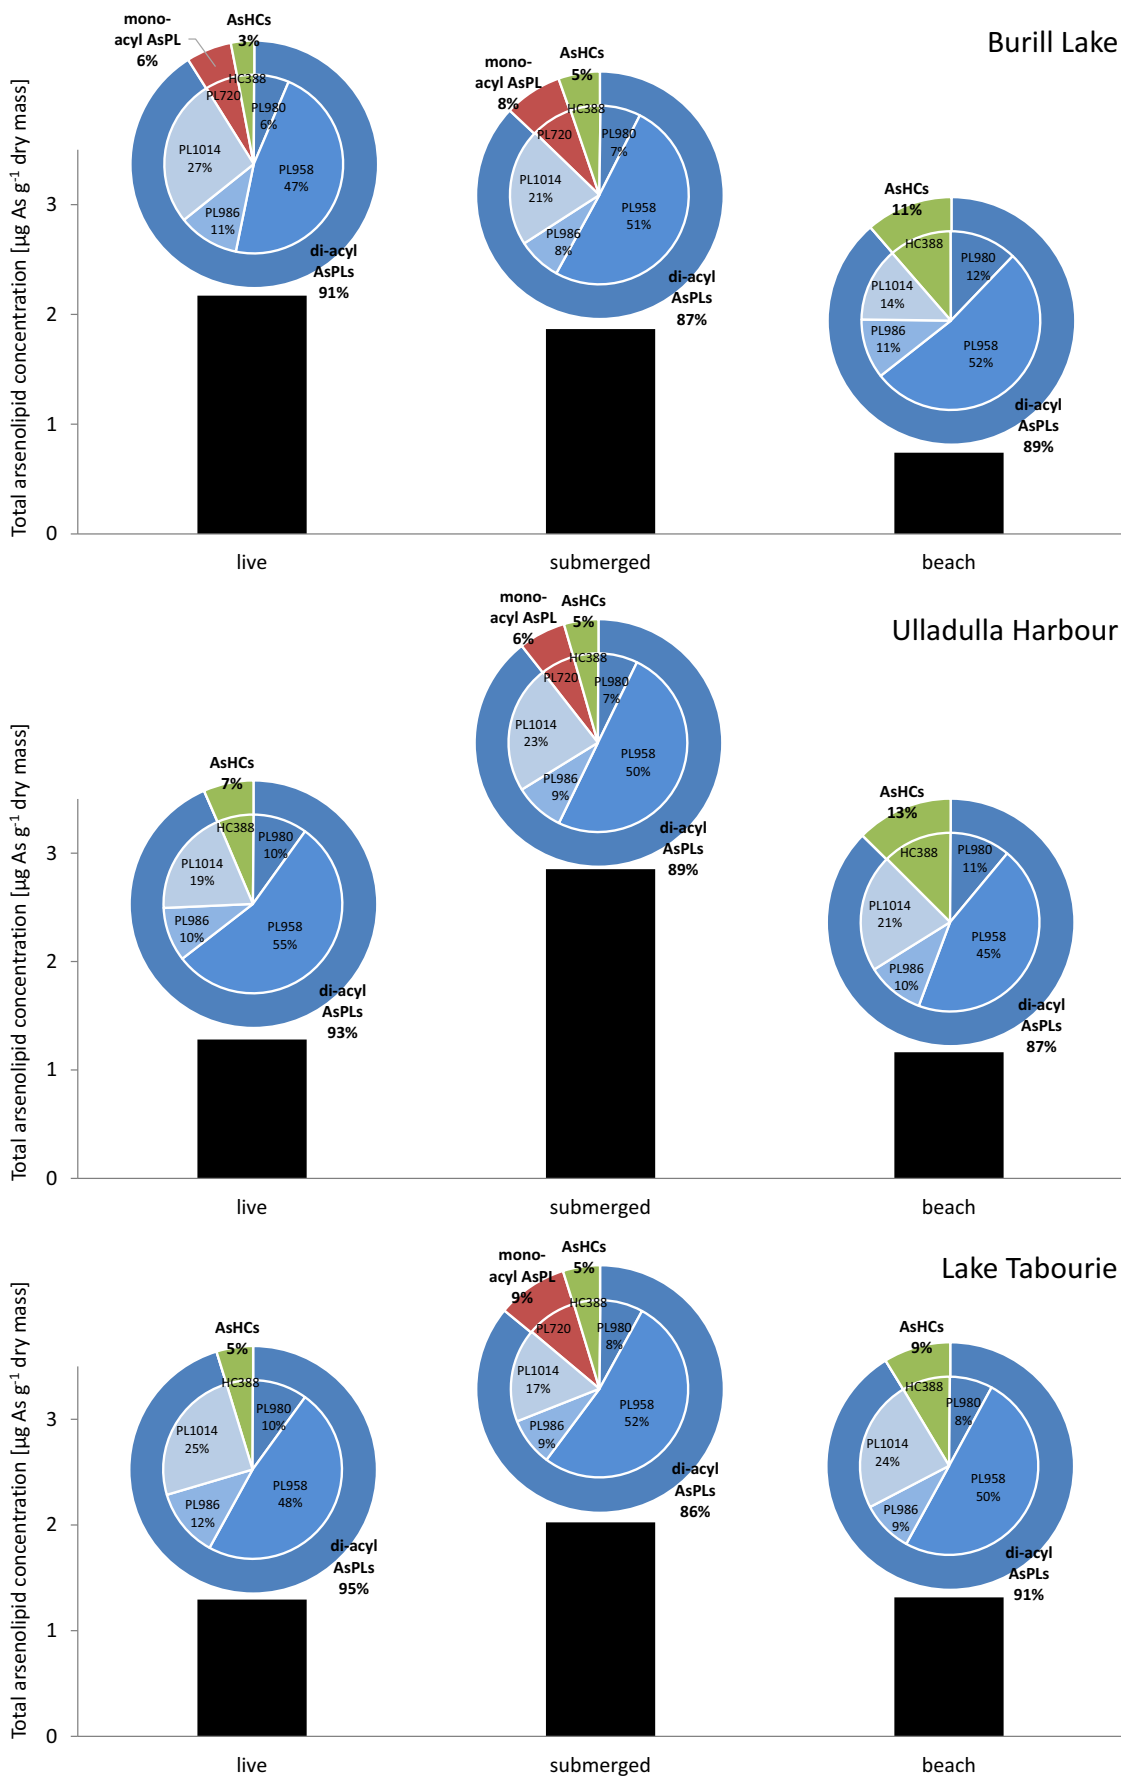 Burill Lake
Total arsenolipid concentration [µg As g⁻¹ dry mass]
3
2
1
0
mono-
acyl AsPL
6%
AsHCs
3%
HC388
PL720
PL980
6%
PL1014
27%
PL958
47%
PL986
11%
di-acyl
AsPLs
91%
mono-
acyl AsPL
8%
AsHCs
5%
HC388
PL720
PL980
7%
PL1014
21%
PL958
51%
PL986
8%
di-acyl
AsPLs
87%
AsHCs
11%
HC388
PL980
12%
PL1014
14%
PL986
11%
PL958
52%
di-acyl
AsPLs
89%
live
submerged
beach
Ulladulla Harbour
Total arsenolipid concentration [µg As g⁻¹ dry mass]
3
2
1
0
AsHCs
7%
HC388
PL980
10%
PL1014
19%
PL986
10%
PL958
55%
di-acyl
AsPLs
93%
mono-
acyl AsPL
6%
AsHCs
5%
HC388
PL720
PL980
7%
PL1014
23%
PL958
50%
PL986
9%
di-acyl
AsPLs
89%
AsHCs
13%
HC388
PL980
11%
PL1014
21%
PL958
45%
PL986
10%
di-acyl
AsPLs
87%
live
submerged
beach
Lake Tabourie
Total arsenolipid concentration [µg As g⁻¹ dry mass]
3
2
1
0
AsHCs
5%
HC388
PL980
10%
PL1014
25%
PL958
48%
PL986
12%
di-acyl
AsPLs
95%
mono-
acyl AsPL
9%
AsHCs
5%
HC388
PL720
PL980
8%
PL1014
17%
PL958
52%
PL986
9%
di-acyl
AsPLs
86%
AsHCs
9%
HC388
PL980
8%
PL1014
24%
PL958
50%
PL986
9%
di-acyl
AsPLs
91%
live
submerged
beach